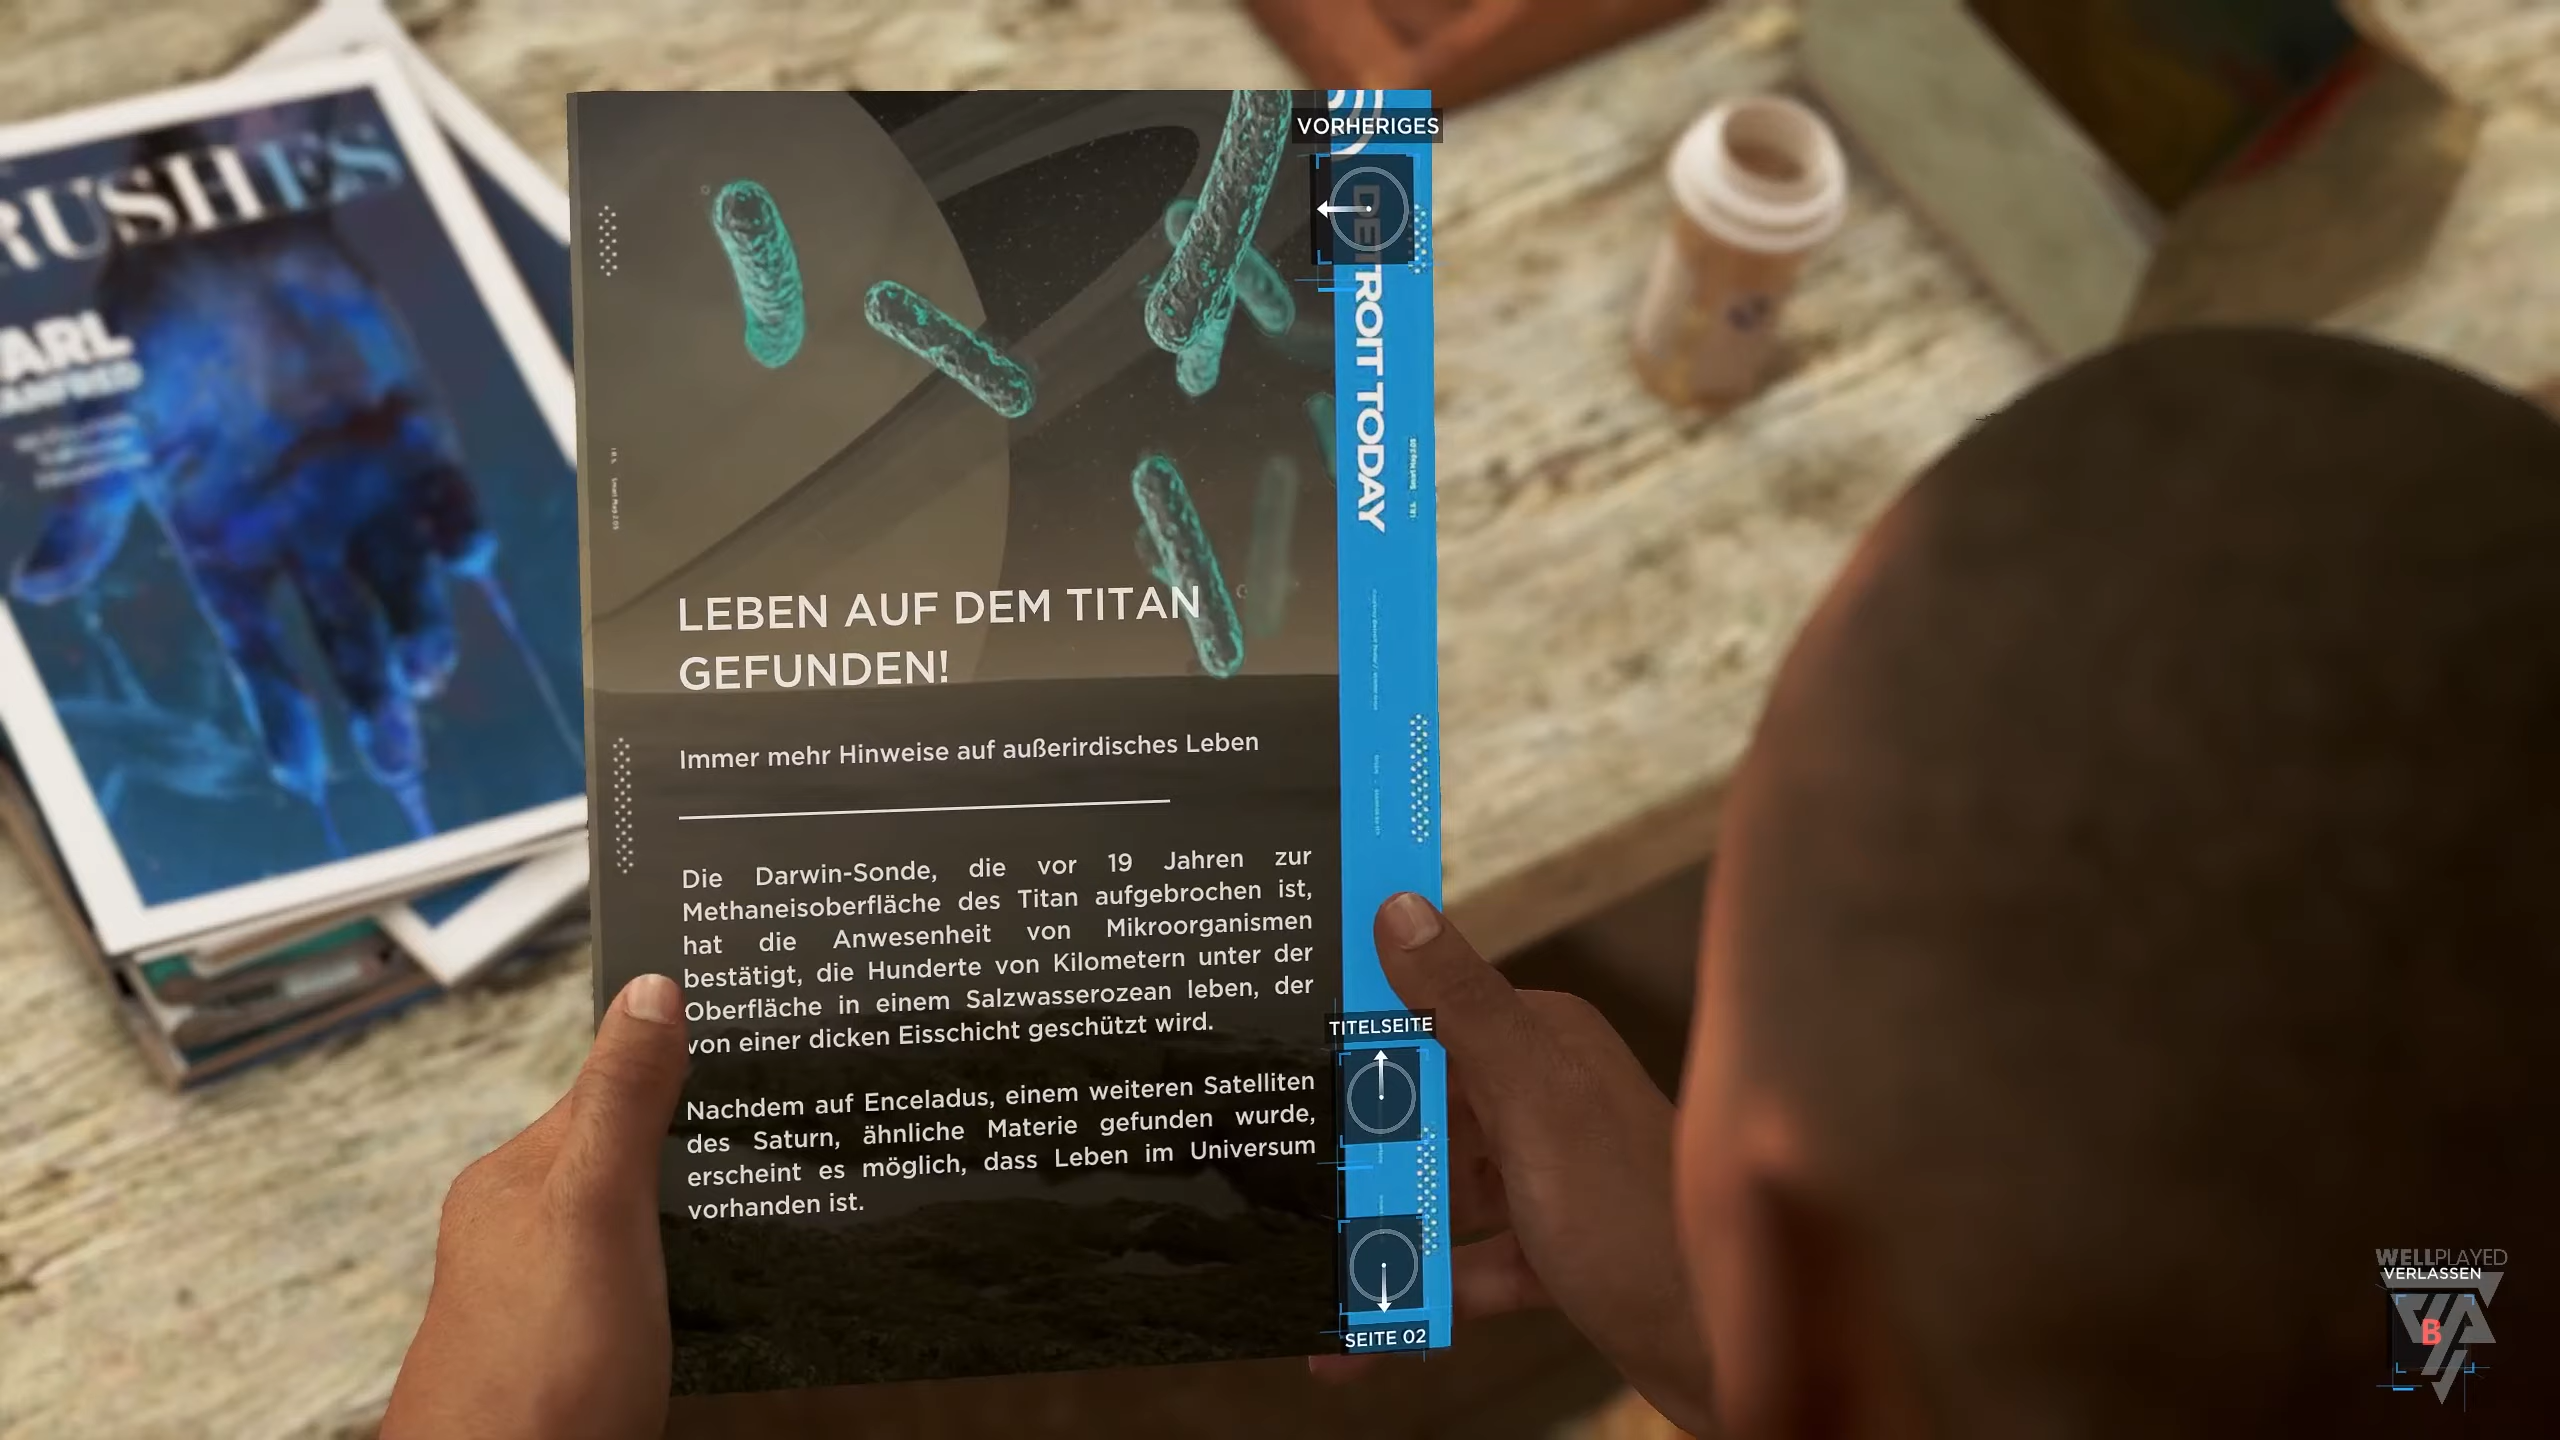 RUSHES
ARL
ANFRED
VORHERIGES
DETROIT TODAY
LEBEN AUF DEM TITAN
GEFUNDEN!
Immer mehr Hinweise auf außerirdisches Leben
Die Darwin-Sonde, die vor 19 Jahren zur
Methaneisoberfläche des Titan aufgebrochen ist,
hat die Anwesenheit von Mikroorganismen
bestätigt, die Hunderte von Kilometern unter der
Oberfläche in einem Salzwasserozean leben, der
von einer dicken Eisschicht geschützt wird.
Nachdem auf Enceladus, einem weiteren Satelliten
des Saturn, ähnliche Materie gefunden wurde,
erscheint es möglich, dass Leben im Universum
vorhanden ist.
TITELSEITE
SEITE 02
WELLPLAYED
VERLASSEN
B